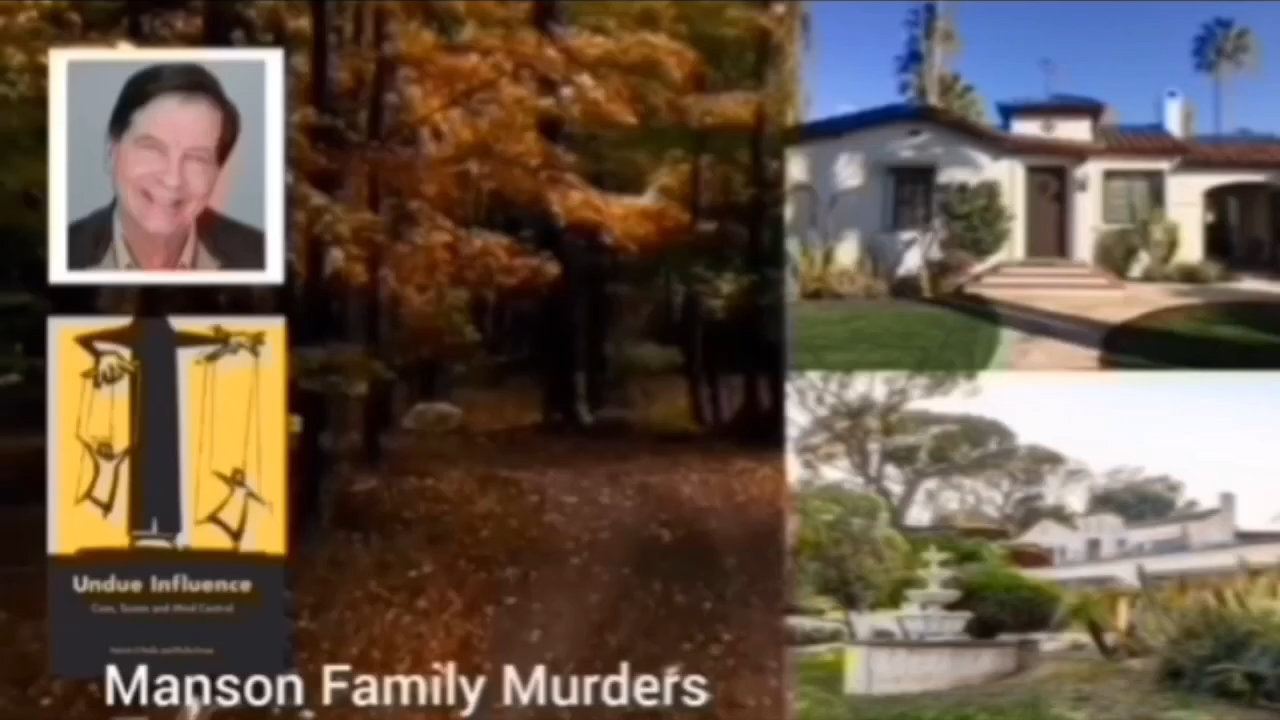 Undue Influence
Cons, Scams and Mind Control
Manson Family Murders